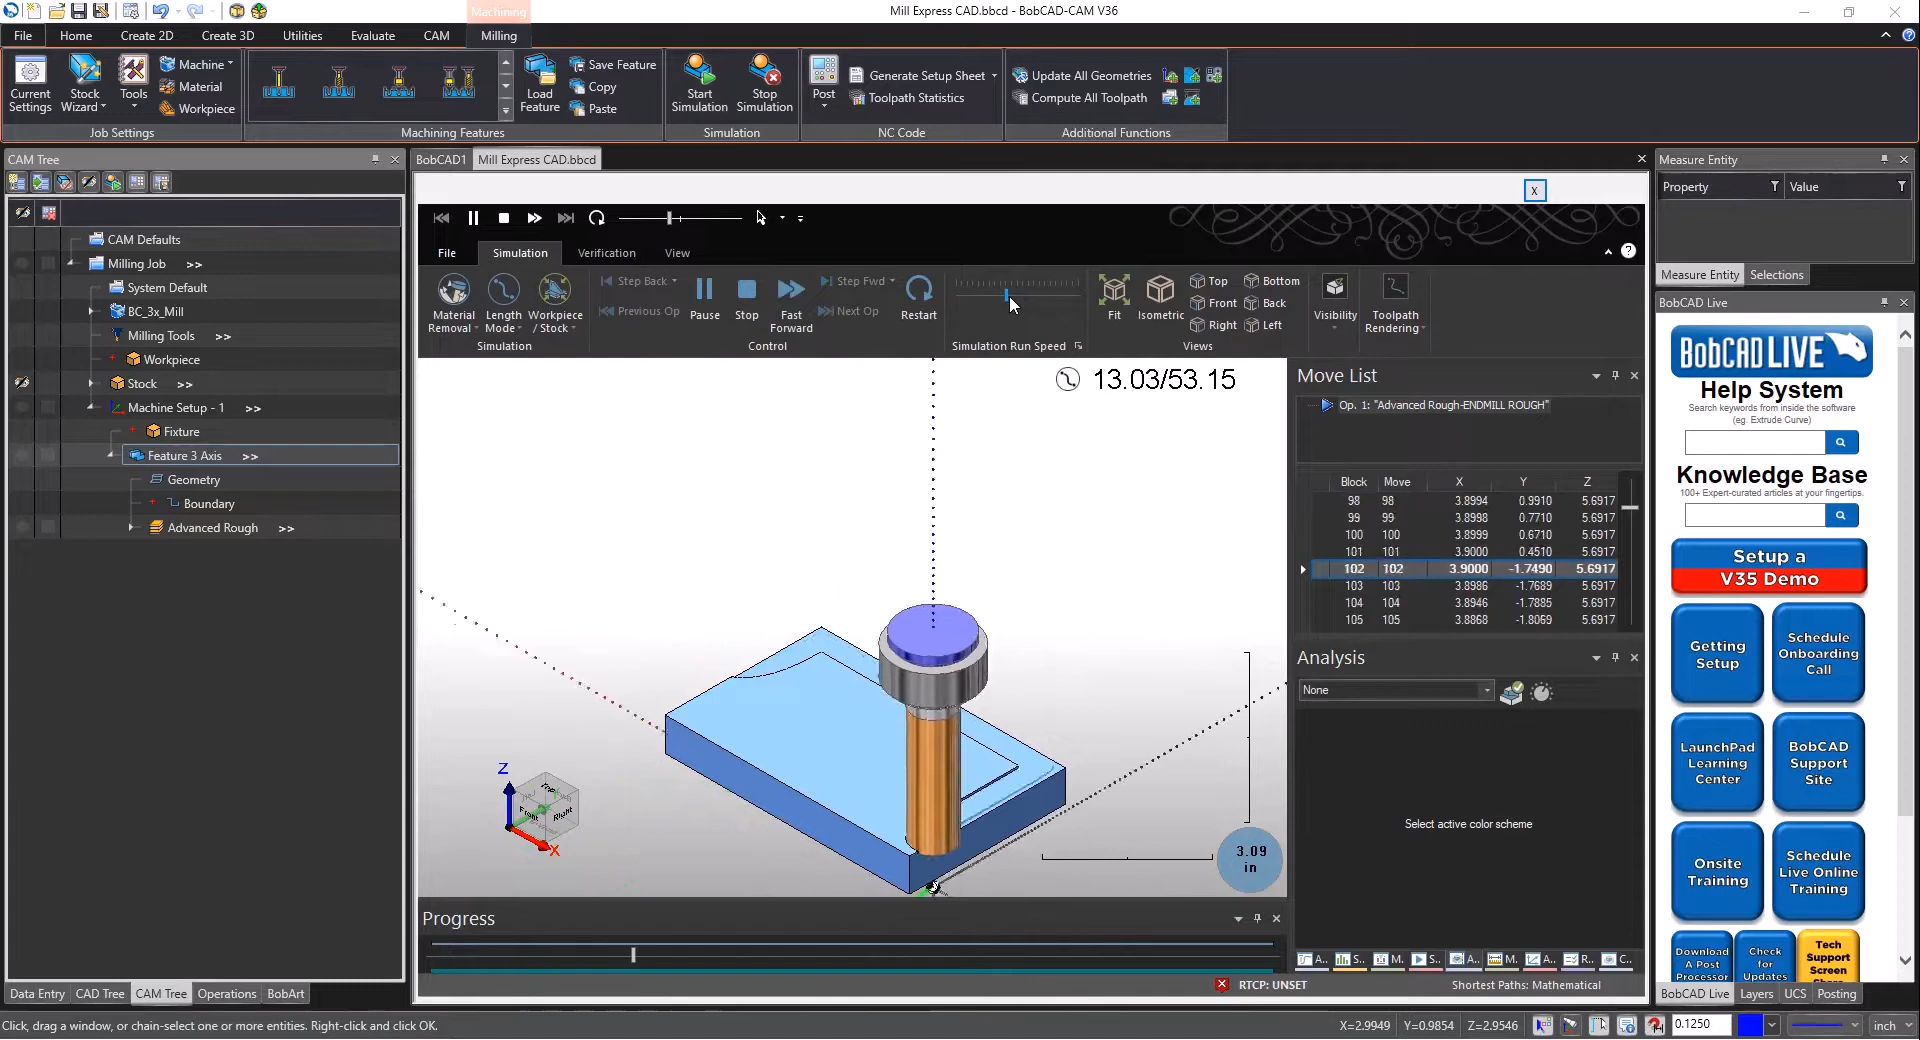 Mill Express CAD.bbcd - BobCAD-CAM V36
Machining
File Home Create 2D Create 3D Utilities Evaluate CAM Milling
Current Settings
Stock Wizard
Tools
Machine
Material
Workpiece
Job Settings
Machining Features
Load Feature
Save Feature
Copy
Paste
Start Simulation
Stop Simulation
Simulation
Post
Generate Setup Sheet
Toolpath Statistics
NC Code
Update All Geometries
Compute All Toolpath
Additional Functions
CAM Tree
CAM Defaults
Milling Job >>
System Default
BC_3x_Mill
Milling Tools >>
Workpiece
Stock >>
Machine Setup - 1 >>
Fixture
Feature 3 Axis >>
Geometry
Boundary
Advanced Rough >>
Data Entry CAD Tree CAM Tree Operations BobArt
BobCAD1 Mill Express CAD.bbcd
X
File Simulation Verification View
Material Removal
Length Mode
Workpiece / Stock
Simulation
Step Back
Previous Op
Pause
Stop
Fast Forward
Step Fwd
Next Op
Restart
Control
Simulation Run Speed
Fit
Isometric
Top
Front
Right
Bottom
Back
Left
Views
Visibility
Toolpath Rendering
13.03/53.15
Z
X
Top
Front
Right
3.09
in
Progress
RTCP: UNSET
Shortest Paths: Mathematical
Move List
Op. 1: "Advanced Rough-ENDMILL ROUGH"
Block Move X Y Z
98 98 3.8994 0.9910 5.6917
99 99 3.8998 0.7710 5.6917
100 100 3.8999 0.6710 5.6917
101 101 3.9000 0.4510 5.6917
102 102 3.9000 -1.7490 5.6917
103 103 3.8986 -1.7689 5.6917
104 104 3.8946 -1.7885 5.6917
105 105 3.8868 -1.8069 5.6917
Analysis
None
Select active color scheme
A.. S.. M. S.. A.. M. A.. R.. C..
Measure Entity
Property Value
Measure Entity Selections
BobCAD Live
BobCAD LIVE
Help System
Search keywords from inside the software
(eg. Extrude Curve)
Knowledge Base
100+ Expert-curated articles at your fingertips.
Setup a
V35 Demo
Getting Setup
Schedule Onboarding Call
LaunchPad Learning Center
BobCAD Support Site
Onsite Training
Schedule Live Online Training
Download A Post Processor
Check for Updates
Tech Support Screen
BobCAD Live Layers UCS Posting
Click, drag a window, or chain-select one or more entities. Right-click and click OK.
X=2.9949 Y=0.9854 Z=2.9546
0.1250
inch